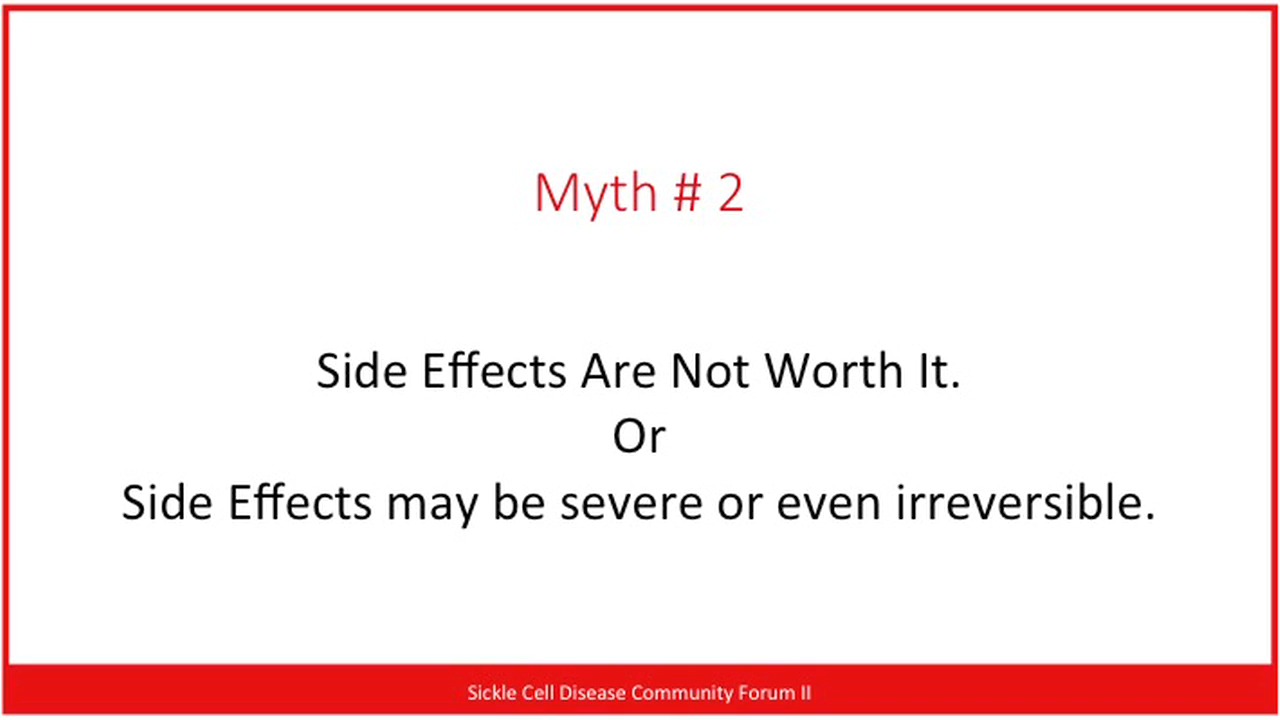 Myth # 2
Side Effects Are Not Worth It.
Or
Side Effects may be severe or even irreversible.
Sickle Cell Disease Community Forum II